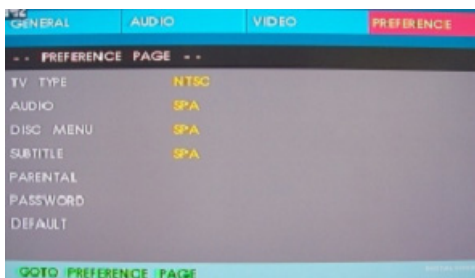 GENERAL AUDIO VIDEO PREFERENCE
-- PREFERENCE PAGE --
TV TYPE NTSC
AUDIO SPA
DISC MENU SPA
SUBTITLE SPA
PARENTAL
PASSWORD
DEFAULT
GOTO PREFERENCE PAGE